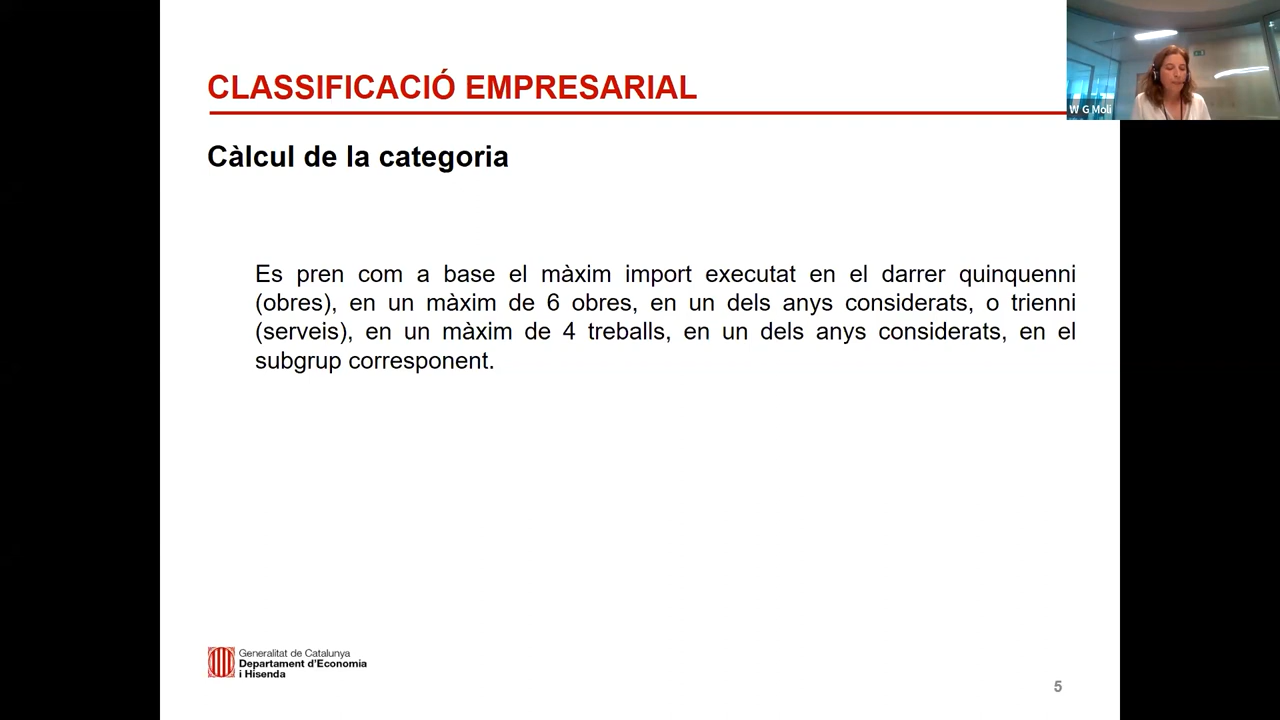 CLASSIFICACIÓ EMPRESARIAL
W G Moli
Càlcul de la categoria
Es pren com a base el màxim import executat en el darrer quinquenni
(obres), en un màxim de 6 obres, en un dels anys considerats, o trienni
(serveis), en un màxim de 4 treballs, en un dels anys considerats, en el
subgrup corresponent.
Generalitat de Catalunya
Departament d'Economia
i Hisenda
5